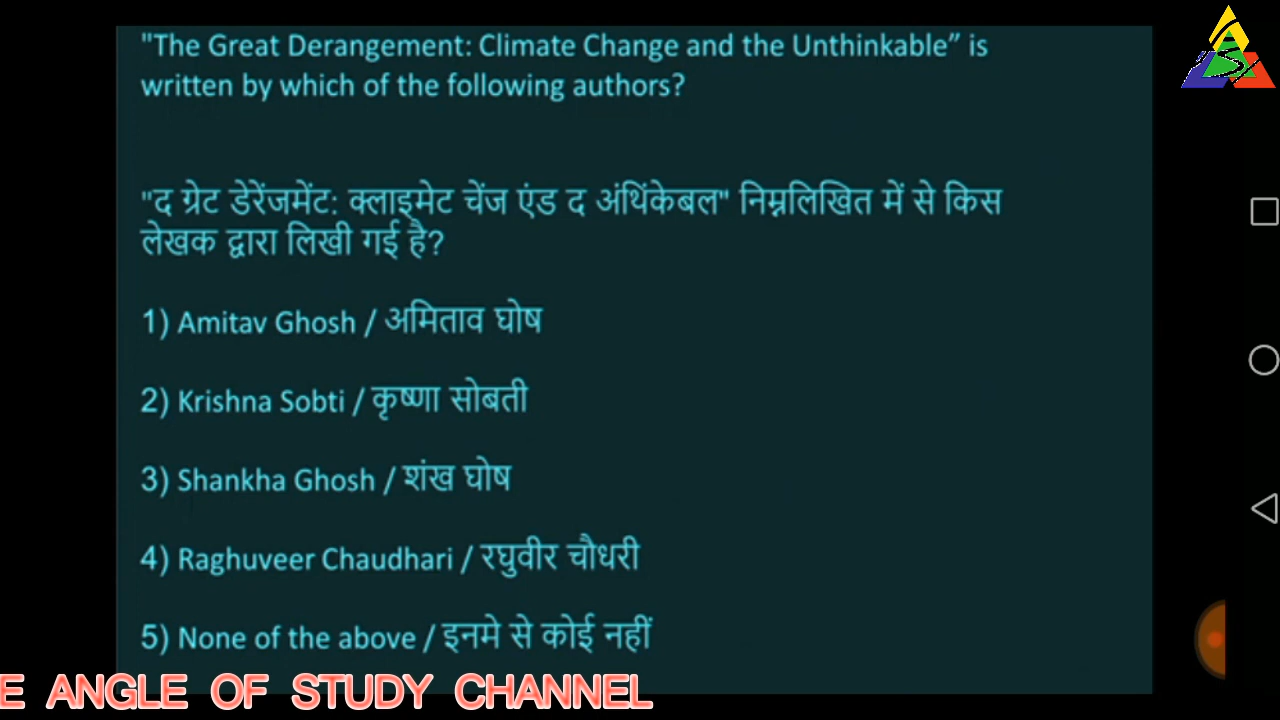 "The Great Derangement: Climate Change and the Unthinkable” is
written by which of the following authors?
"द ग्रेट डेरेंजमेंट: क्लाइमेट चेंज एंड द अंथिंकेबल" निम्नलिखित में से किस
लेखक द्वारा लिखी गई है?
1) Amitav Ghosh / अमिताव घोष
2) Krishna Sobti / कृष्णा सोबती
3) Shankha Ghosh / शंख घोष
4) Raghuveer Chaudhari / रघुवीर चौधरी
5) None of the above / इनमे से कोई नहीं
E ANGLE OF STUDY CHANNEL